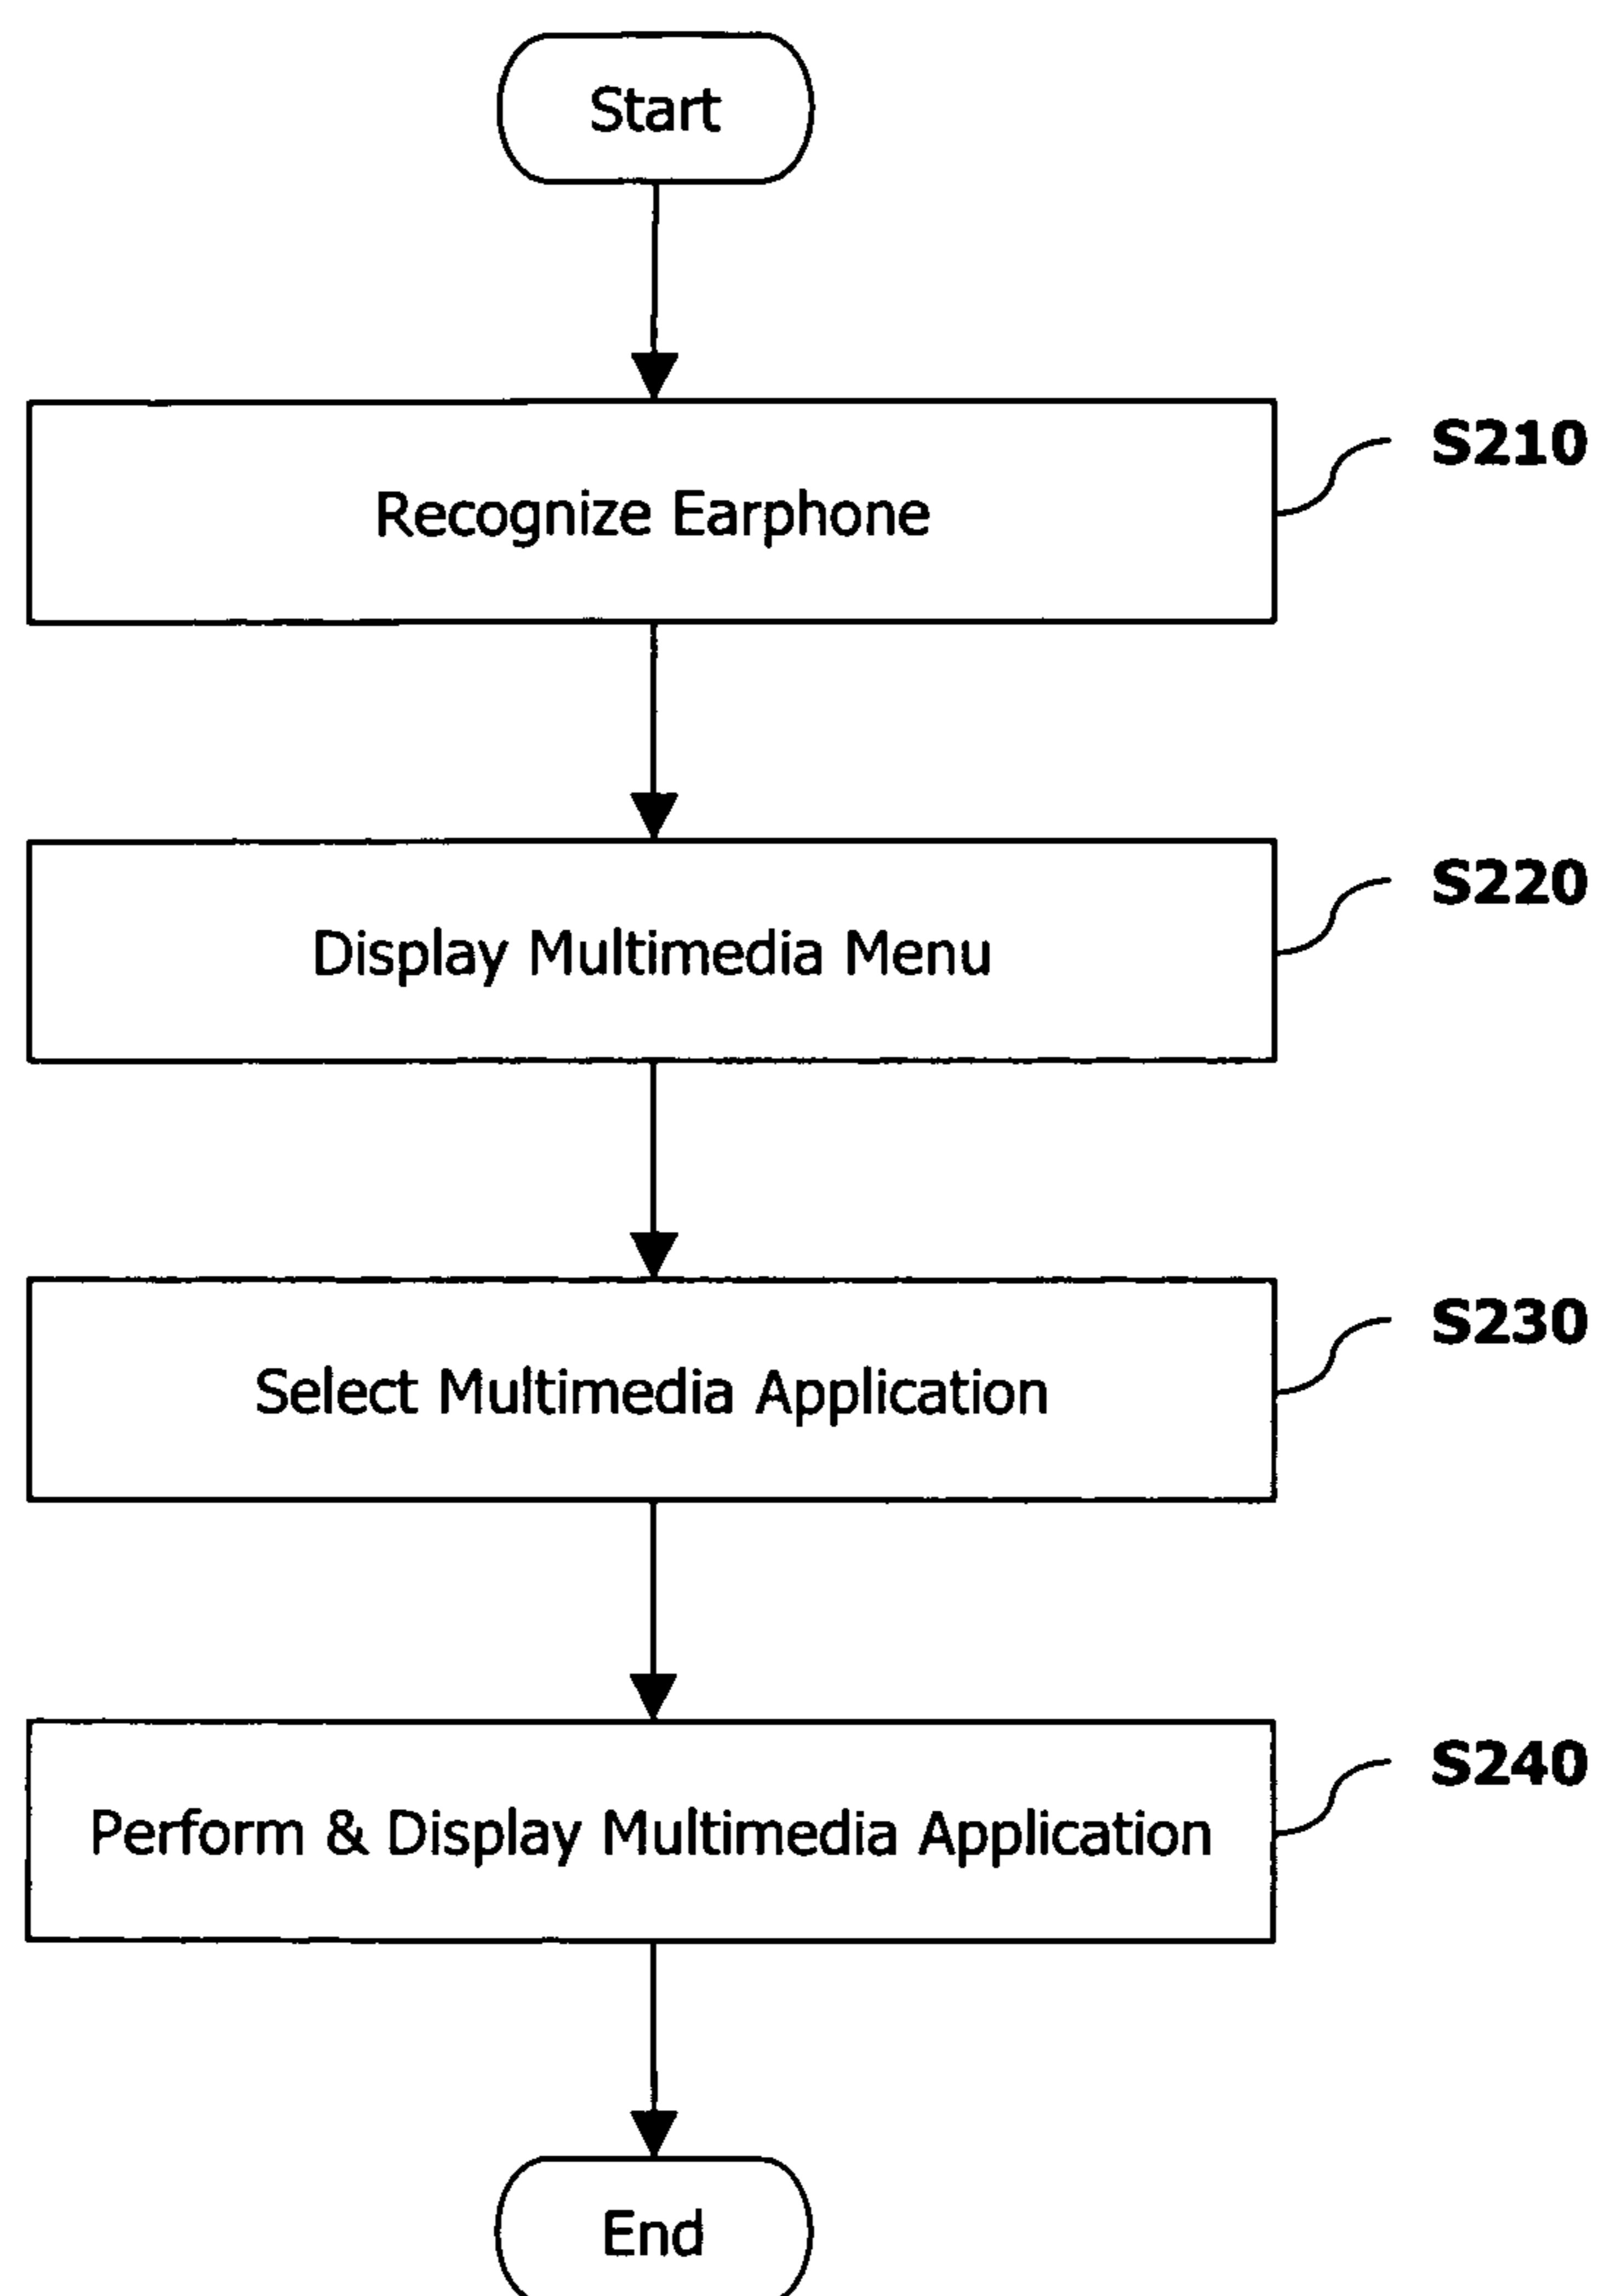 Start
Recognize Earphone
S210
Display Multimedia Menu
S220
Select Multimedia Application
S230
Perform & Display Multimedia Application
S240
End